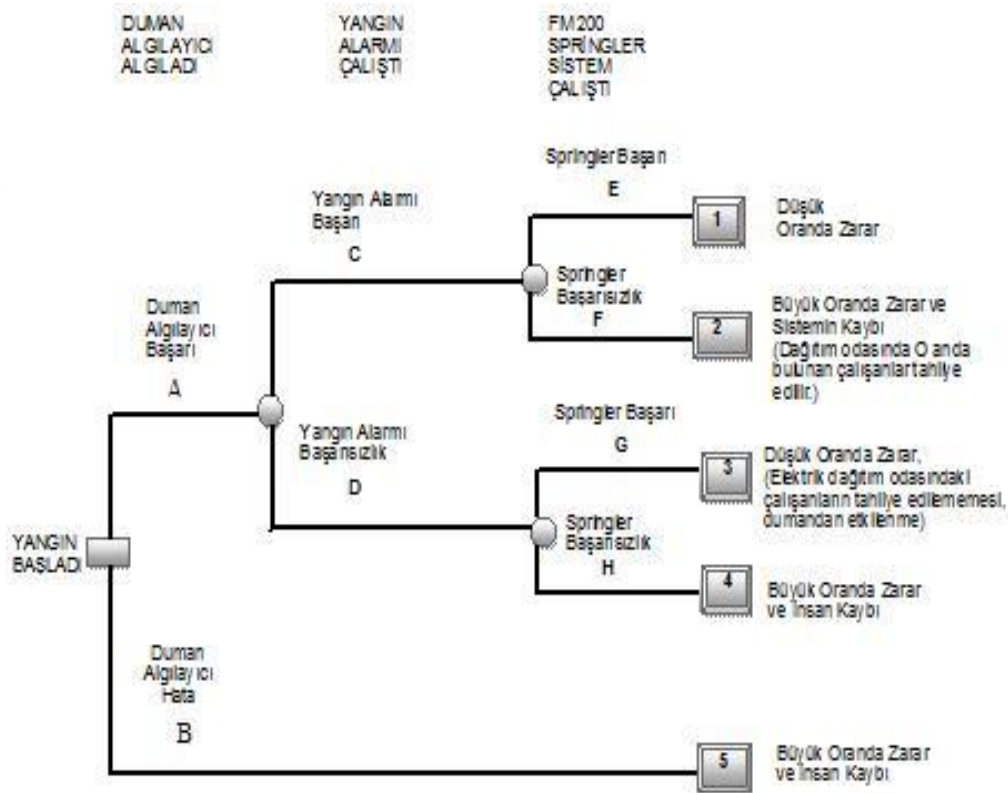 DUMAN
ALGILAYICI
ALGILADI
YANGIN
ALARMI
ÇALIŞTI
FM200
SPRİNGLER
SİSTEM
ÇALIŞTI
Springler Başarı
E
1
Düşük
Oranda Zarar
Yangın Alarmı
Başarı
C
Springler
Başarısızlık
F
2
Büyük Oranda Zarar ve
Sistemin Kaybı
(Dağıtım odasında O anda
bulunan çalışanlar tahliye
edilir.)
Duman
Algılayıcı
Başarı
A
Yangın Alarmı
Başarısızlık
D
Springler Başarı
G
3
Düşük Oranda Zarar,
(Elektrik dağıtım odasındaki
çalışanların tahliye edilememesi,
dumandan etkilenme)
Springler
Başarısızlık
H
4
Büyük Oranda Zarar
ve İnsan Kaybı
YANGIN
BAŞLADI
Duman
Algılayıcı
Hata
B
5
Büyük Oranda Zarar
ve İnsan Kaybı